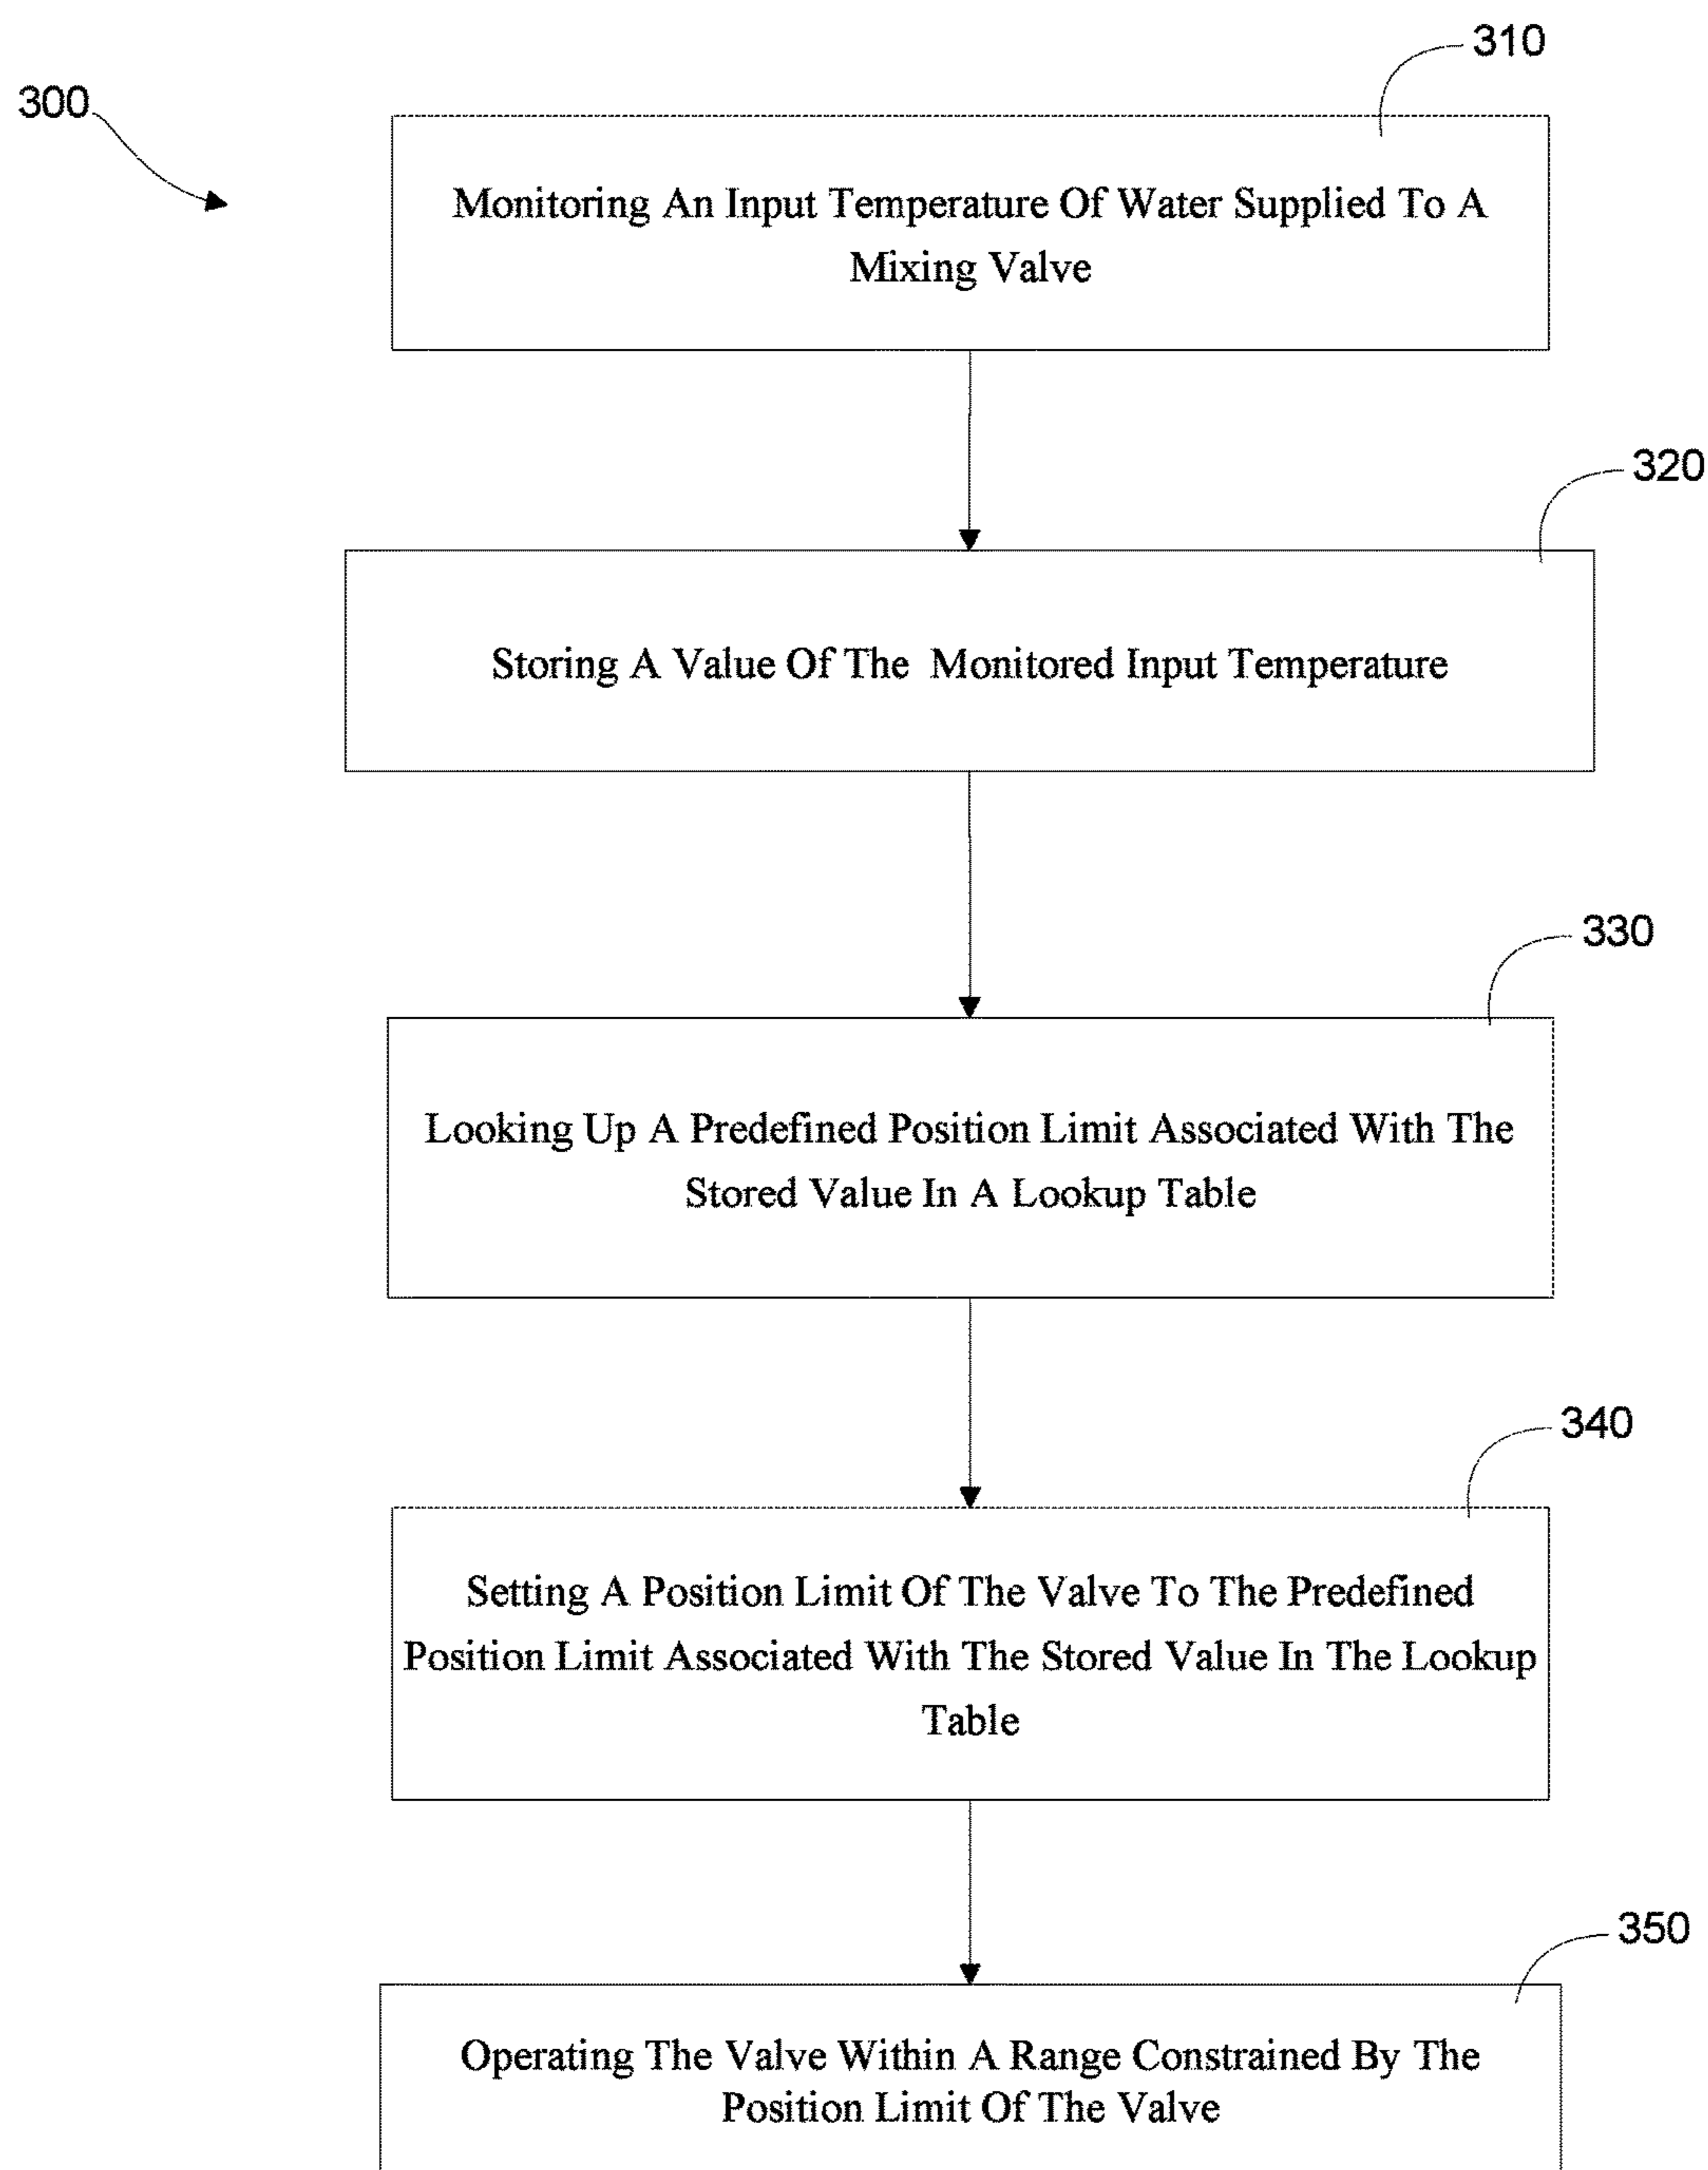 310
300
Monitoring An Input Temperature Of Water Supplied To A
Mixing Valve
320
Storing A Value Of The Monitored Input Temperature
330
Looking Up A Predefined Position Limit Associated With The
Stored Value In A Lookup Table
340
Setting A Position Limit Of The Valve To The Predefined
Position Limit Associated With The Stored Value In The Lookup
Table
350
Operating The Valve Within A Range Constrained By The
Position Limit Of The Valve